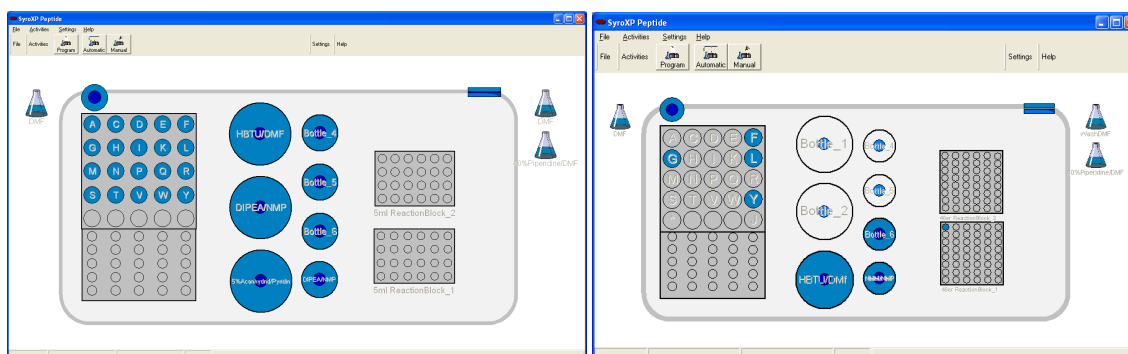 SyroXP Peptide
File Activities Settings Help
File Activities Program Automatic Manual Settings Help
DMF
DMF
A C D E F
G H I K L
M N P Q R
S T V W Y
HBTU/DMF
DIPEA/NMP
Bottle_4
Bottle_5
Bottle_6
DIPEA/NMP
5ml ReactionBlock_2
5ml ReactionBlock_1
SyroXP Peptide
File Activities Settings Help
File Activities Program Automatic Manual Settings Help
DMF
A C D E F
G H I K L
M N P Q R
S T V W Y
Bottle_1
Bottle_2
HBTU/DMf
Bottle_4
Bottle_5
Bottle_6